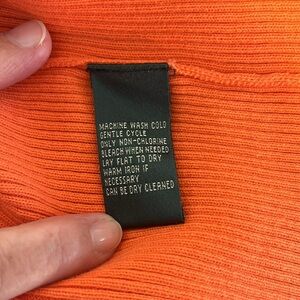 MACHINE WASH COLD
GENTLE CYCLE
ONLY NON-CHLORINE
BLEACH WHEN NEEDED
LAY FLAT TO DRY
WARM IRON IF
NECESSARY
CAN BE DRY CLEANED